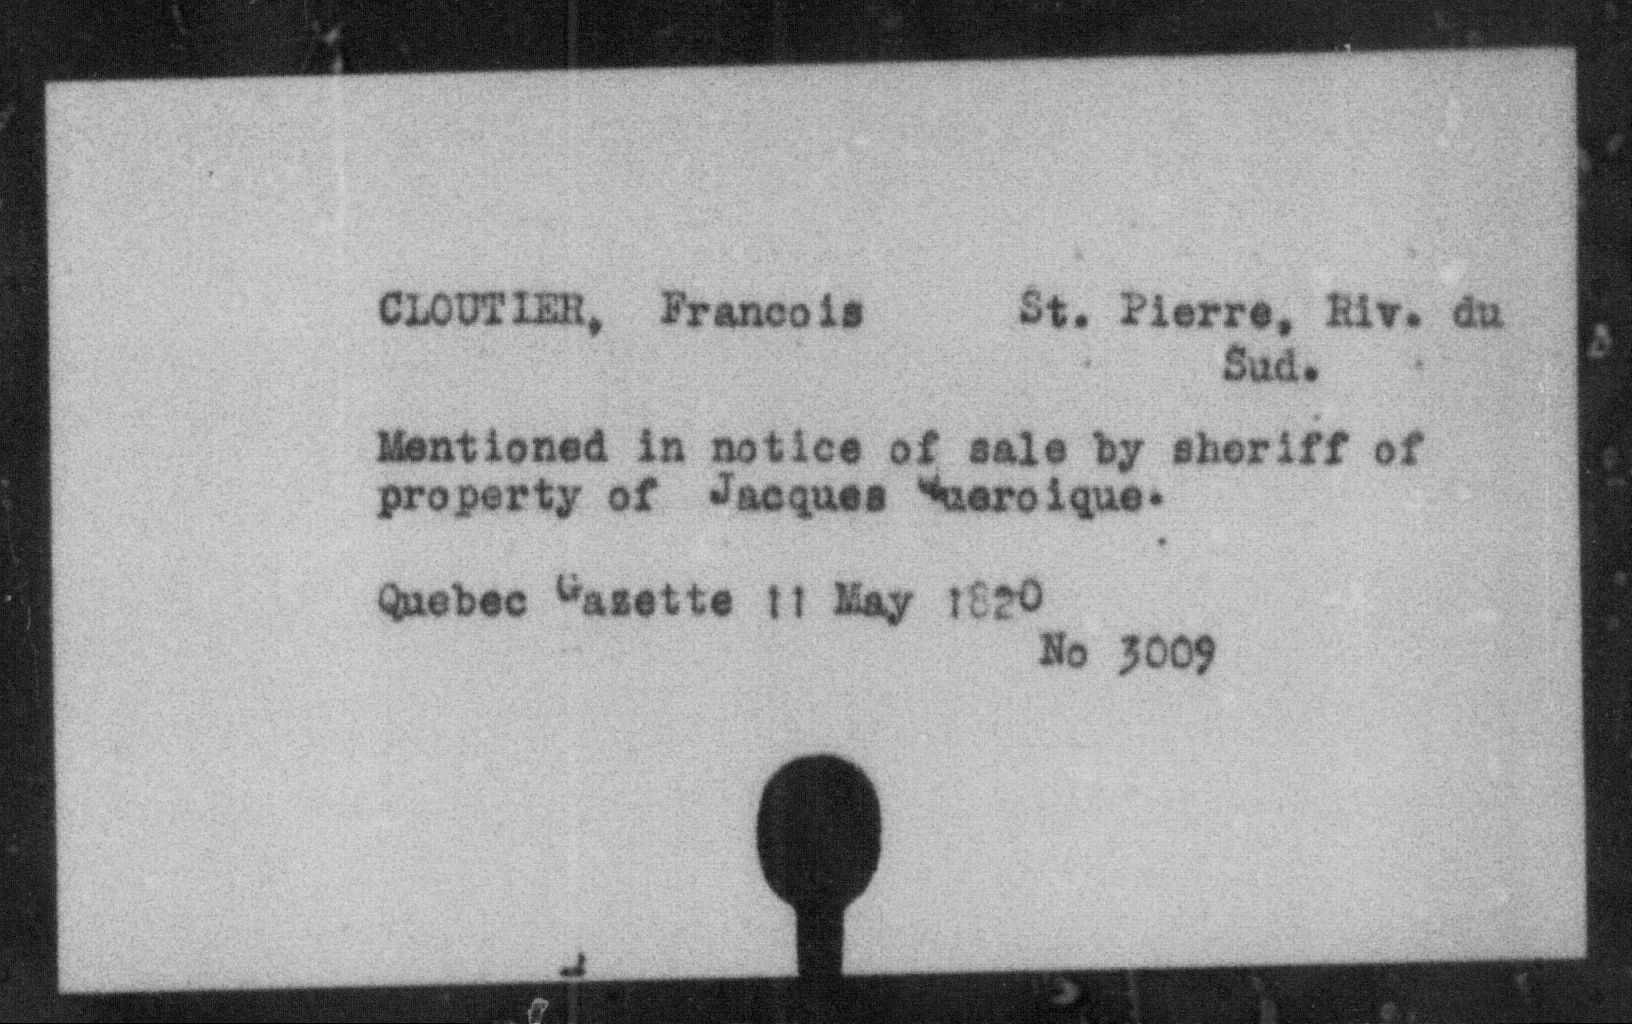 CLOUTIER, Francois St. Pierre, Riv. du
Sud.
Mentioned in notice of sale by sheriff of
property of Jacques Queroique.
Quebec Gazette 11 May 1820
No 3009